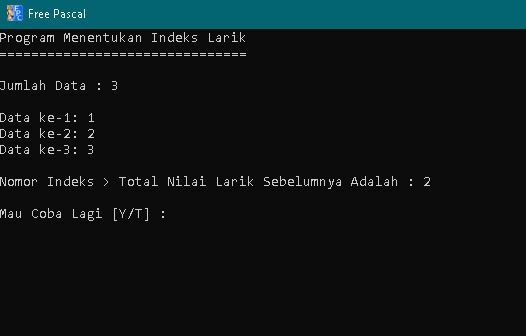 Free Pascal
Program Menentukan Indeks Larik
===============================
Jumlah Data : 3
Data ke-1: 1
Data ke-2: 2
Data ke-3: 3
Nomor Indeks > Total Nilai Larik Sebelumnya Adalah : 2
Mau Coba Lagi [Y/T] :